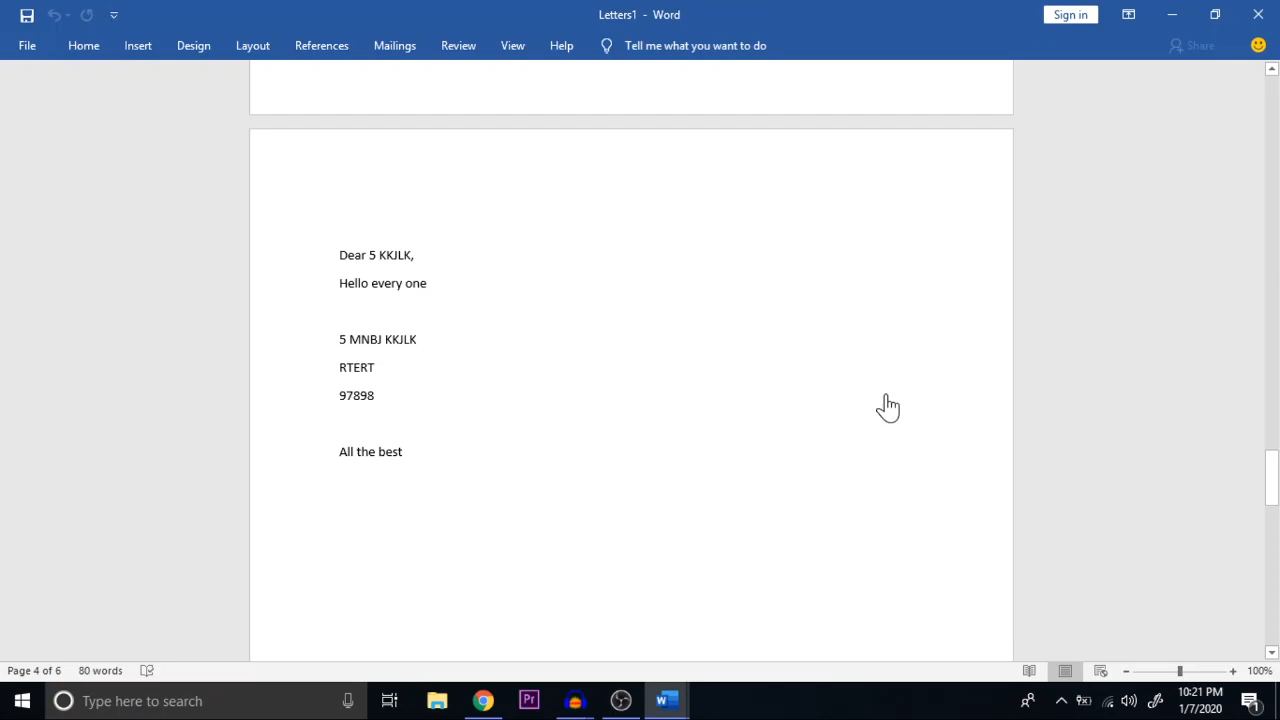 Letters1 - Word
Sign in
File Home Insert Design Layout References Mailings Review View Help Tell me what you want to do Share
Dear 5 KKJLK,
Hello every one
5 MNBJ KKJLK
RTERT
97898
All the best
Page 4 of 6 80 words 100%
Type here to search
Pr
10:21 PM
1/7/2020
1